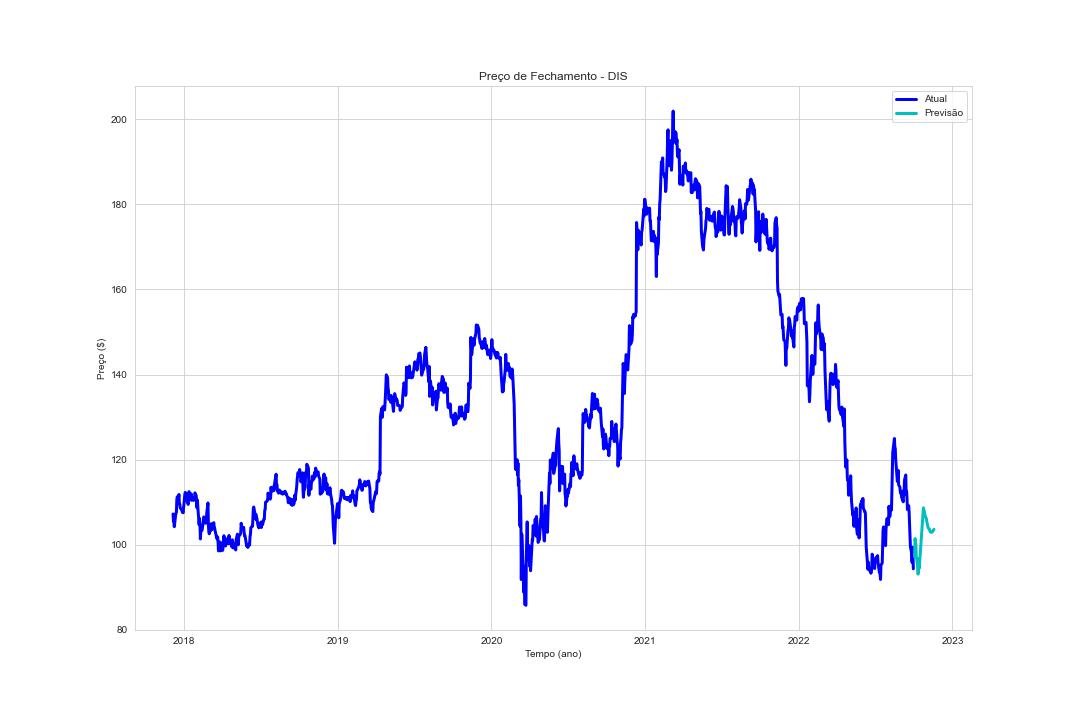 Preço de Fechamento - DIS
Atual
Previsão
200
180
160
140
120
100
80
Preço ($)
2018 2019 2020 2021 2022 2023
Tempo (ano)